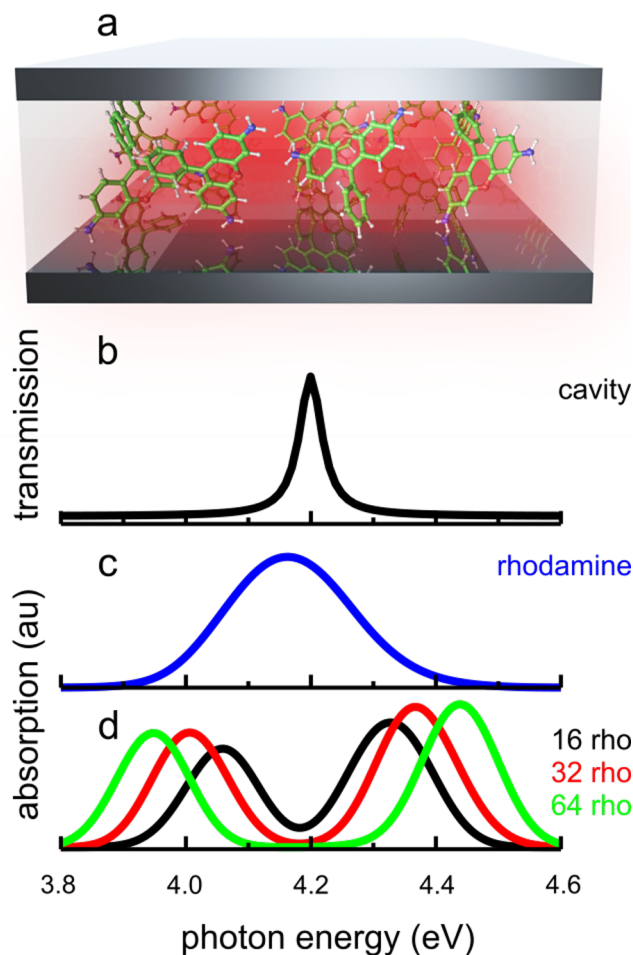 a
b
transmission
cavity
c
rhodamine
absorption (au)
d
16 rho
32 rho
64 rho
3.8 4.0 4.2 4.4 4.6
photon energy (eV)